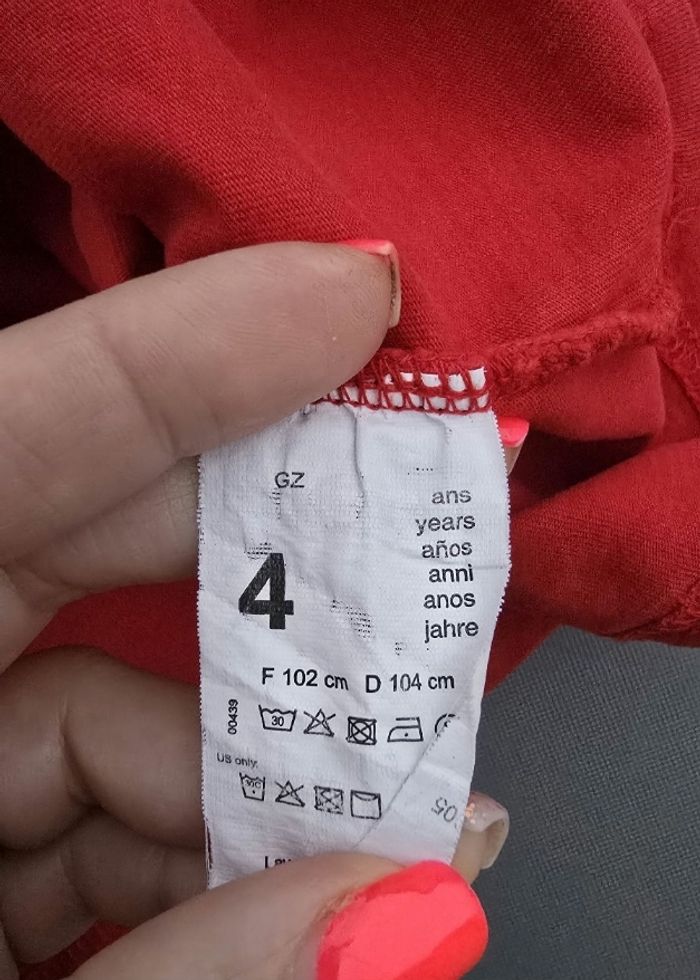 GZ
ans
years
años
anni
anos
jahre
4
F 102 cm D 104 cm
00439
30
US only: